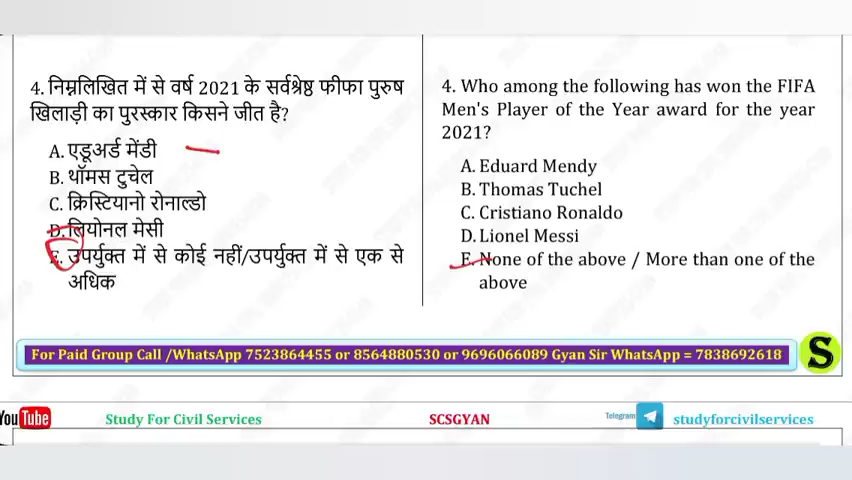 4. निम्नलिखित में से वर्ष 2021 के सर्वश्रेष्ठ फीफा पुरुष
खिलाड़ी का पुरस्कार किसने जीत है?
A. एडूअर्ड मेंडी
B. थॉमस टुचेल
C. क्रिस्टियानो रोनाल्डो
D. लियोनल मेसी
E. उपर्युक्त में से कोई नहीं/उपर्युक्त में से एक से
अधिक
4. Who among the following has won the FIFA
Men's Player of the Year award for the year
2021?
A. Eduard Mendy
B. Thomas Tuchel
C. Cristiano Ronaldo
D. Lionel Messi
E. None of the above / More than one of the
above
For Paid Group Call /WhatsApp 7523864455 or 8564880530 or 9696066089 Gyan Sir WhatsApp = 7838692618
S
You Tube
Study For Civil Services
SCSGYAN
Telegram
studyforcivilservices